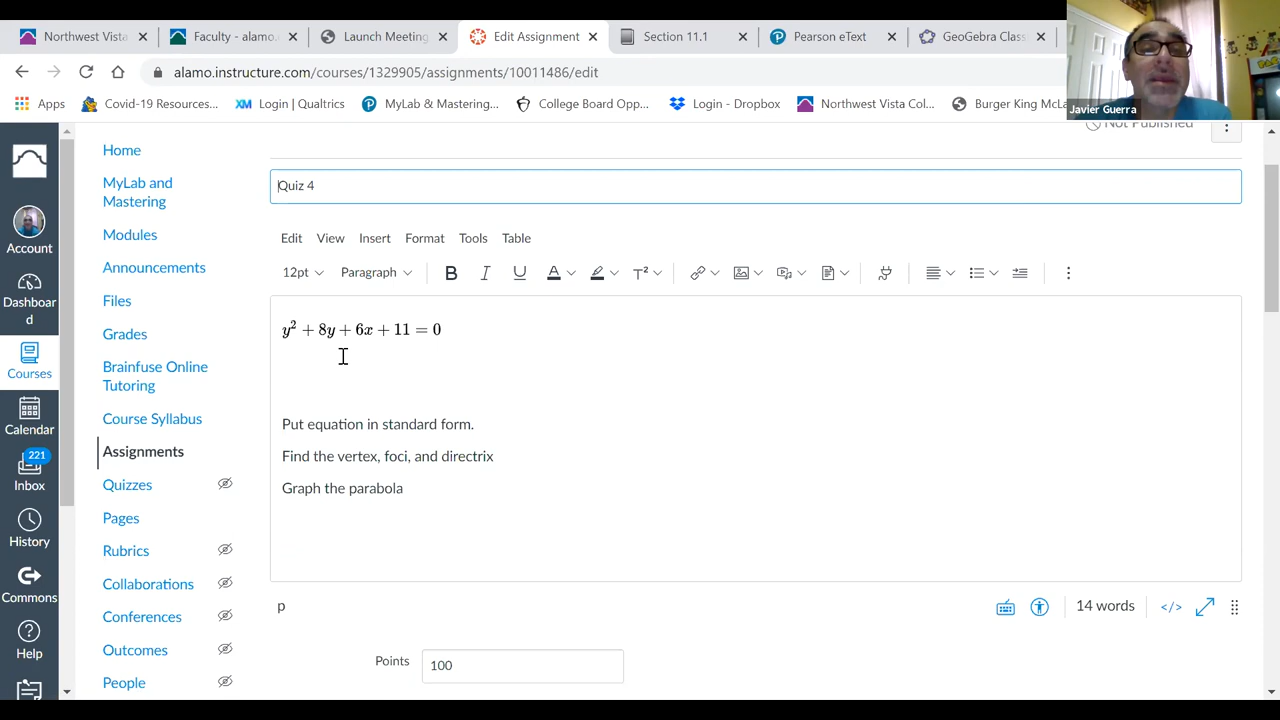 Northwest Vista
Faculty - alamo.
Launch Meeting
Edit Assignment
Section 11.1
Pearson eText
GeoGebra Clas
alamo.instructure.com/courses/1329905/assignments/10011486/edit
Apps
Covid-19 Resources...
Login | Qualtrics
MyLab & Mastering...
College Board Opp...
Login - Dropbox
Northwest Vista Col...
Burger King McLa
Javier Guerra
Not Published
Account
Dashboar
d
Courses
Calendar
221
Inbox
History
Commons
Help
Home
MyLab and
Mastering
Modules
Announcements
Files
Grades
Brainfuse Online
Tutoring
Course Syllabus
Assignments
Quizzes
Pages
Rubrics
Collaborations
Conferences
Outcomes
People
Quiz 4
Edit View Insert Format Tools Table
12pt Paragraph B I U A T²
y² + 8y + 6x + 11 = 0
Put equation in standard form.
Find the vertex, foci, and directrix
Graph the parabola
p
14 words </>
Points 100